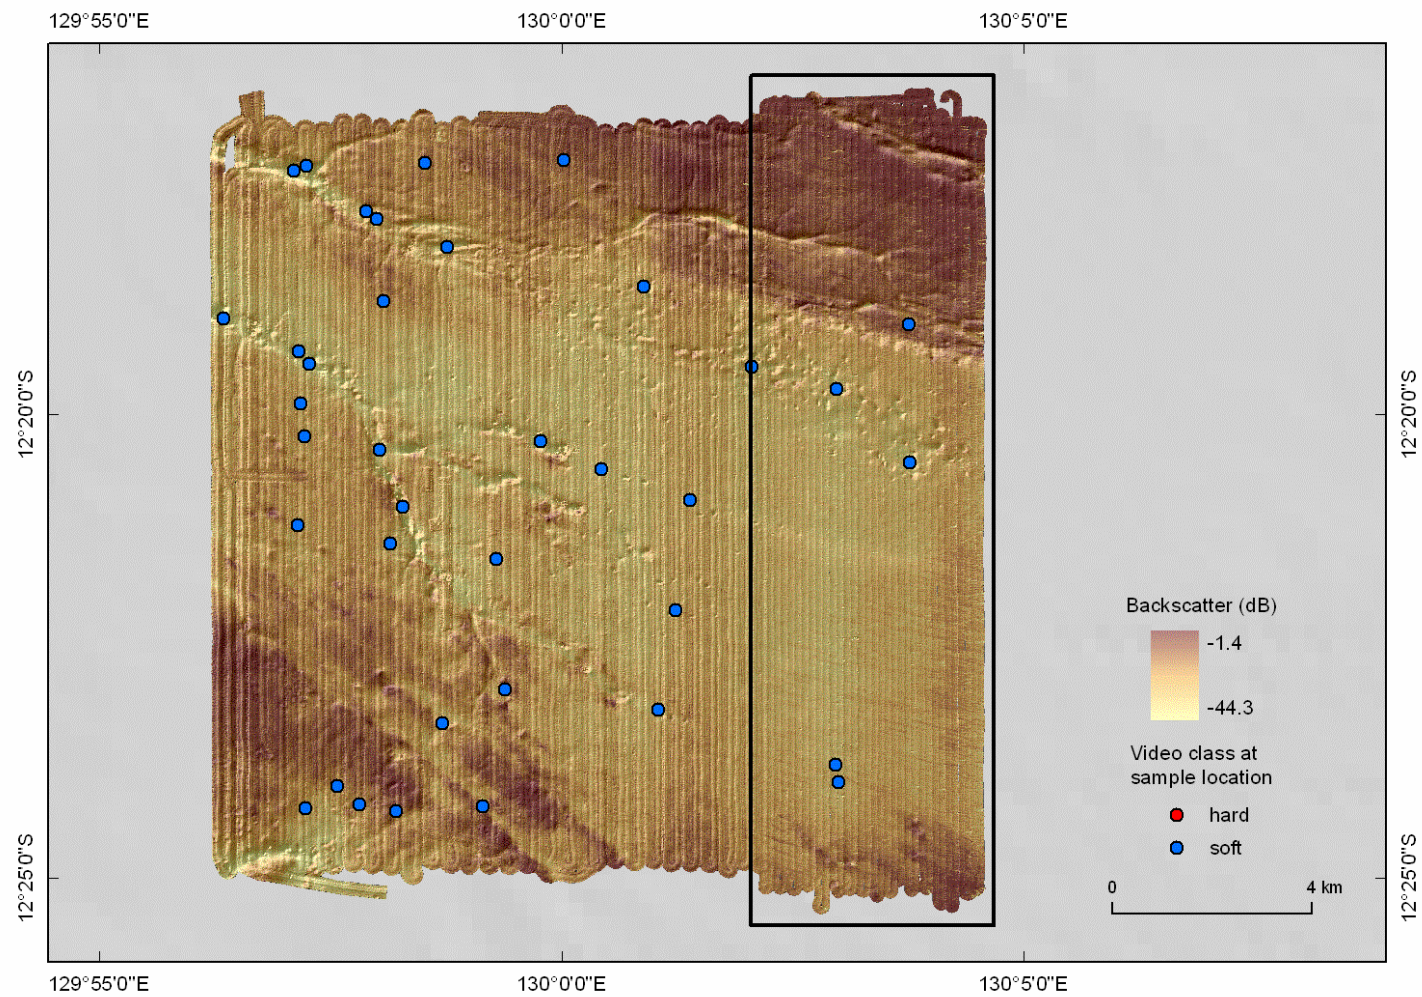 129°55'0"E 130°0'0"E 130°5'0"E
12°20'0"S 12°20'0"S
Backscatter (dB)
-1.4
-44.3
Video class at
sample location
hard
soft
0 4 km
12°25'0"S 12°25'0"S
129°55'0"E 130°0'0"E 130°5'0"E